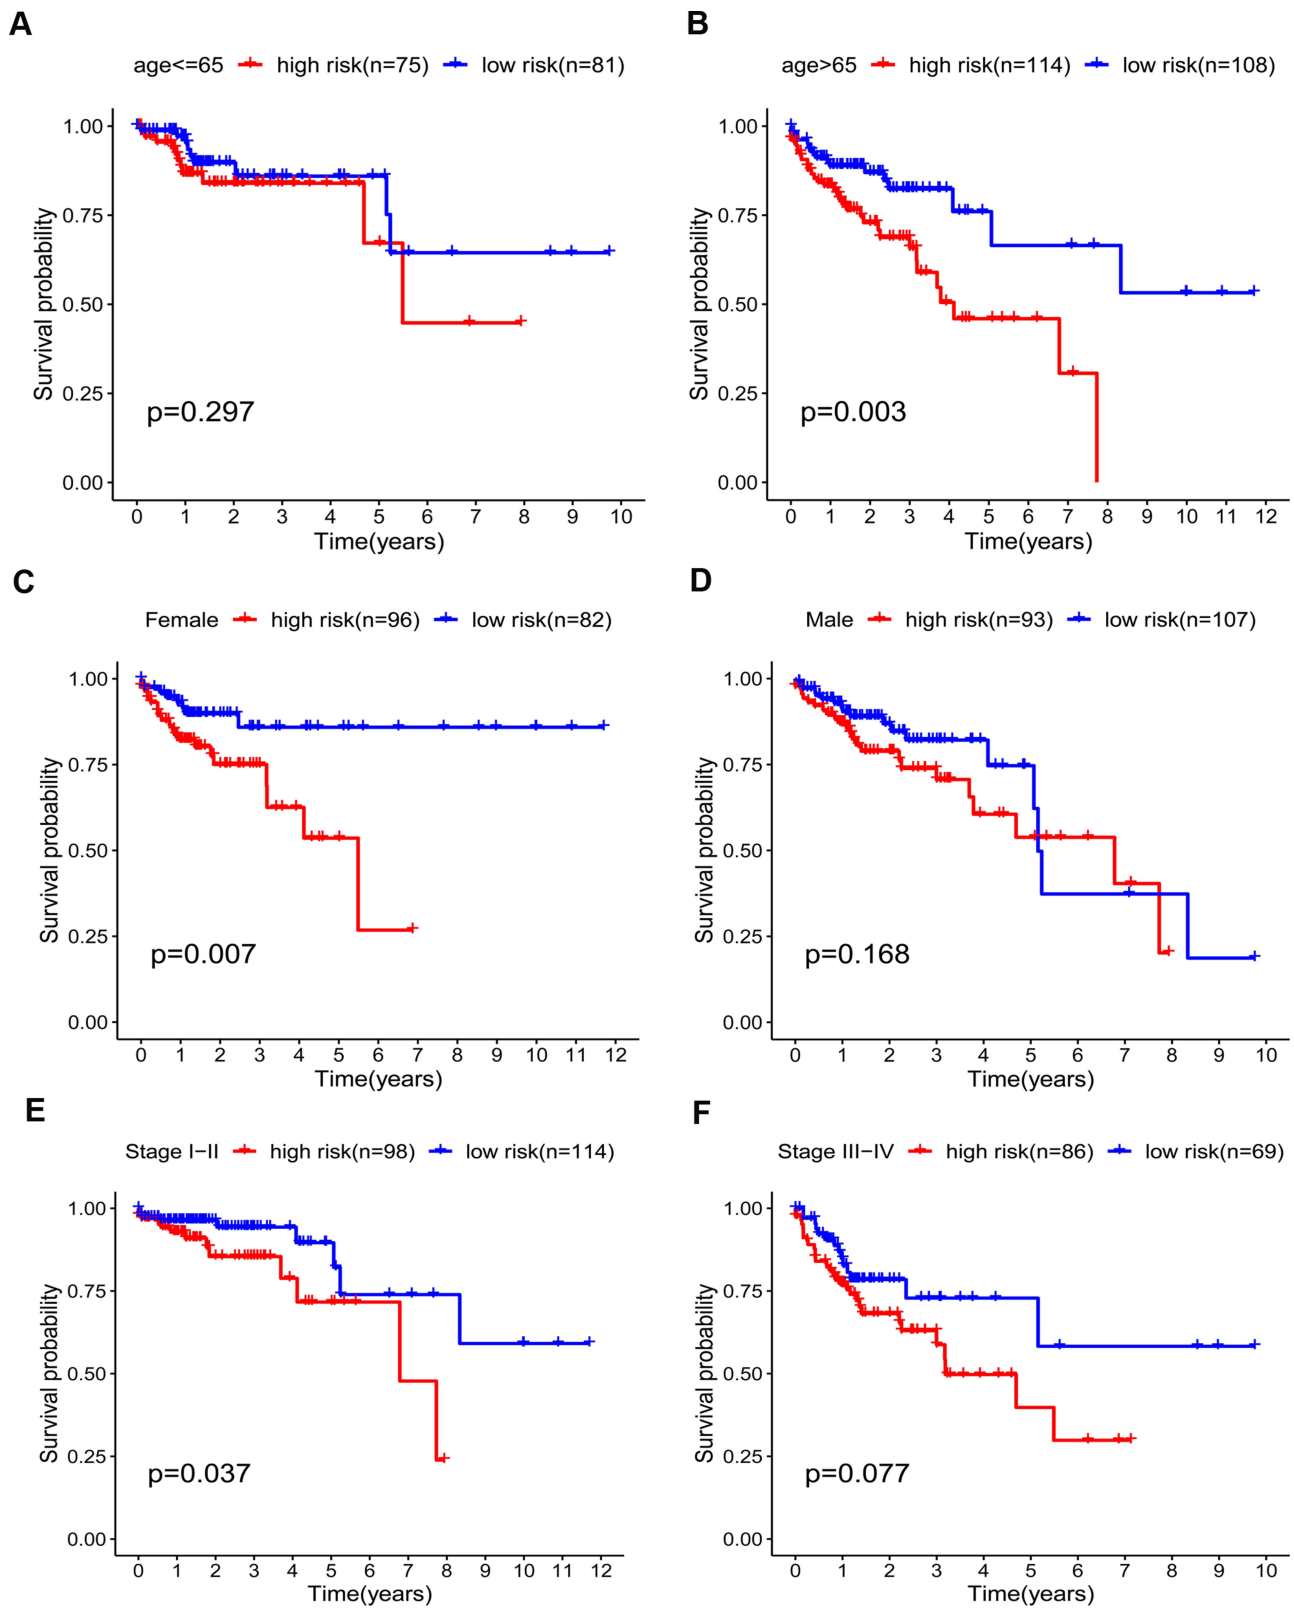 A
age<=65 high risk(n=75) low risk(n=81)
Survival probability
1.00
0.75
0.50
0.25
0.00
p=0.297
0 1 2 3 4 5 6 7 8 9 10
Time(years)
B
age>65 high risk(n=114) low risk(n=108)
Survival probability
1.00
0.75
0.50
0.25
0.00
p=0.003
0 1 2 3 4 5 6 7 8 9 10 11 12
Time(years)
C
Female high risk(n=96) low risk(n=82)
Survival probability
1.00
0.75
0.50
0.25
0.00
p=0.007
0 1 2 3 4 5 6 7 8 9 10 11 12
Time(years)
D
Male high risk(n=93) low risk(n=107)
Survival probability
1.00
0.75
0.50
0.25
0.00
p=0.168
0 1 2 3 4 5 6 7 8 9 10
Time(years)
E
Stage I−II high risk(n=98) low risk(n=114)
Survival probability
1.00
0.75
0.50
0.25
0.00
p=0.037
0 1 2 3 4 5 6 7 8 9 10 11 12
Time(years)
F
Stage III−IV high risk(n=86) low risk(n=69)
Survival probability
1.00
0.75
0.50
0.25
0.00
p=0.077
0 1 2 3 4 5 6 7 8 9 10
Time(years)